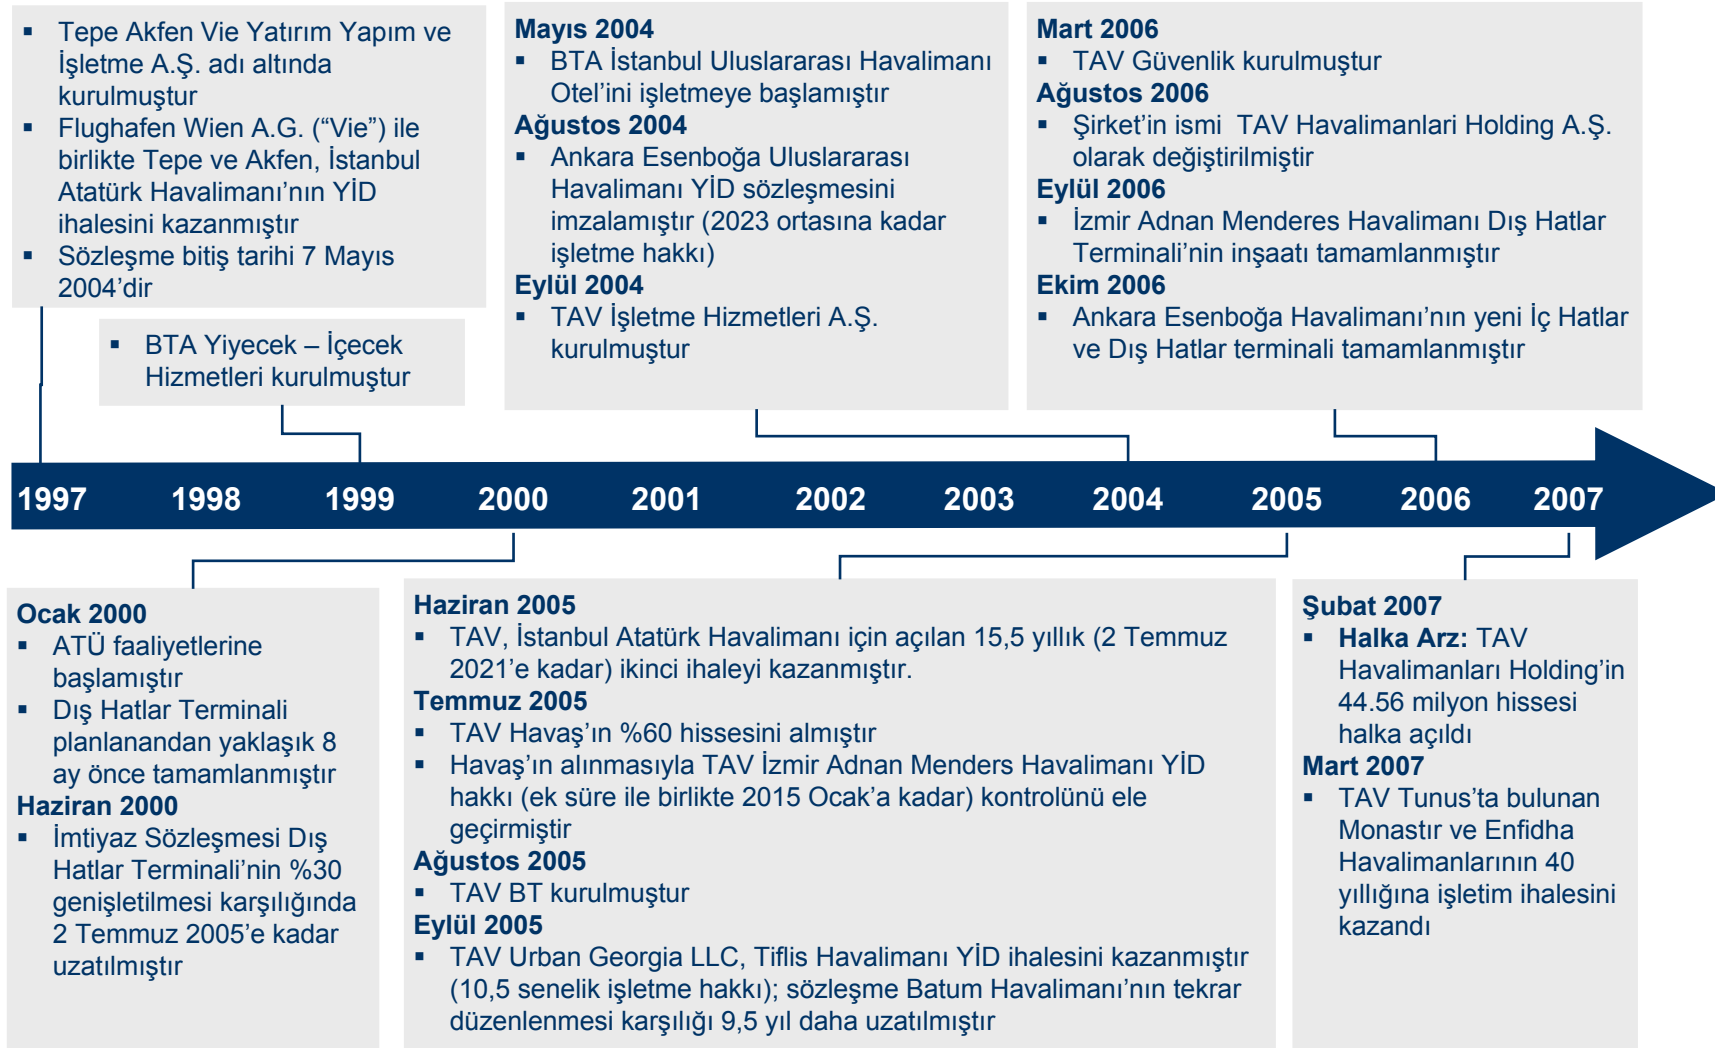 ▪ Tepe Akfen Vie Yatırım Yapım ve
İşletme A.Ş. adı altında
kurulmuştur
▪ Flughafen Wien A.G. (“Vie”) ile
birlikte Tepe ve Akfen, İstanbul
Atatürk Havalimanı’nın YİD
ihalesini kazanmıştır
▪ Sözleşme bitiş tarihi 7 Mayıs
2004’dir
▪ BTA Yiyecek – İçecek
Hizmetleri kurulmuştur
Mayıs 2004
▪ BTA İstanbul Uluslararası Havalimanı
Otel’ini işletmeye başlamıştır
Ağustos 2004
▪ Ankara Esenboğa Uluslararası
Havalimanı YİD sözleşmesini
imzalamıştır (2023 ortasına kadar
işletme hakkı)
Eylül 2004
▪ TAV İşletme Hizmetleri A.Ş.
kurulmuştur
Mart 2006
▪ TAV Güvenlik kurulmuştur
Ağustos 2006
▪ Şirket’in ismi TAV Havalimanlari Holding A.Ş.
olarak değiştirilmiştir
Eylül 2006
▪ İzmir Adnan Menderes Havalimanı Dış Hatlar
Terminali’nin inşaatı tamamlanmıştır
Ekim 2006
▪ Ankara Esenboğa Havalimanı’nın yeni İç Hatlar
ve Dış Hatlar terminali tamamlanmıştır
1997 1998 1999 2000 2001 2002 2003 2004 2005 2006 2007
Ocak 2000
▪ ATÜ faaliyetlerine
başlamıştır
▪ Dış Hatlar Terminali
planlanandan yaklaşık 8
ay önce tamamlanmıştır
Haziran 2000
▪ İmtiyaz Sözleşmesi Dış
Hatlar Terminali’nin %30
genişletilmesi karşılığında
2 Temmuz 2005’e kadar
uzatılmıştır
Haziran 2005
▪ TAV, İstanbul Atatürk Havalimanı için açılan 15,5 yıllık (2 Temmuz
2021’e kadar) ikinci ihaleyi kazanmıştır.
Temmuz 2005
▪ TAV Havaş’ın %60 hissesini almıştır
▪ Havaş’ın alınmasıyla TAV İzmir Adnan Menders Havalimanı YİD
hakkı (ek süre ile birlikte 2015 Ocak’a kadar) kontrolünü ele
geçirmiştir
Ağustos 2005
▪ TAV BT kurulmuştur
Eylül 2005
▪ TAV Urban Georgia LLC, Tiflis Havalimanı YİD ihalesini kazanmıştır
(10,5 senelik işletme hakkı); sözleşme Batum Havalimanı’nın tekrar
düzenlenmesi karşılığı 9,5 yıl daha uzatılmıştır
Şubat 2007
▪ Halka Arz: TAV
Havalimanları Holding’in
44.56 milyon hissesi
halka açıldı
Mart 2007
▪ TAV Tunus’ta bulunan
Monastır ve Enfidha
Havalimanlarının 40
yıllığına işletim ihalesini
kazandı